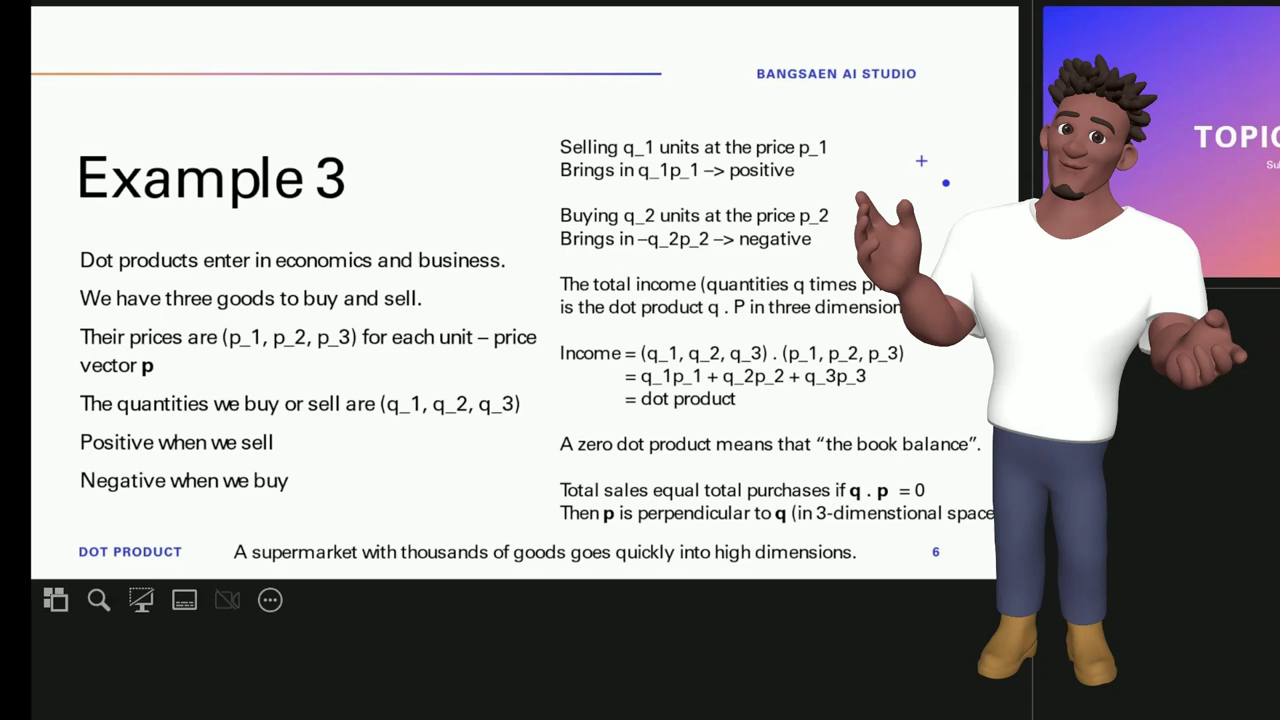 BANGSAEN AI STUDIO
Example 3
Dot products enter in economics and business.
We have three goods to buy and sell.
Their prices are (p_1, p_2, p_3) for each unit – price
vector p
The quantities we buy or sell are (q_1, q_2, q_3)
Positive when we sell
Negative when we buy
Selling q_1 units at the price p_1
Brings in q_1p_1 –> positive
Buying q_2 units at the price p_2
Brings in –q_2p_2 –> negative
The total income (quantities q times
is the dot product q . P in three
Income = (q_1, q_2, q_3) . (p_1, p_2, p_3)
= q_1p_1 + q_2p_2 + q_3p_3
= dot product
A zero dot product means that “the book balance”.
Total sales equal total purchases if q . p = 0
Then p is perpendicular to q (in 3-dimenstional space
DOT PRODUCT
A supermarket with thousands of goods goes quickly into high dimensions.
6